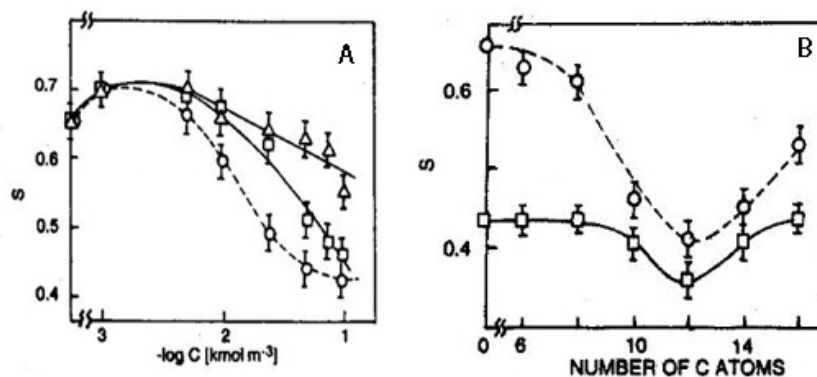 A
0.7
0.6
0.5
0.4
S
3 2 1
-log C [kmol m⁻³]
B
0.6
0.4
S
0 6 10 14
NUMBER OF C ATOMS